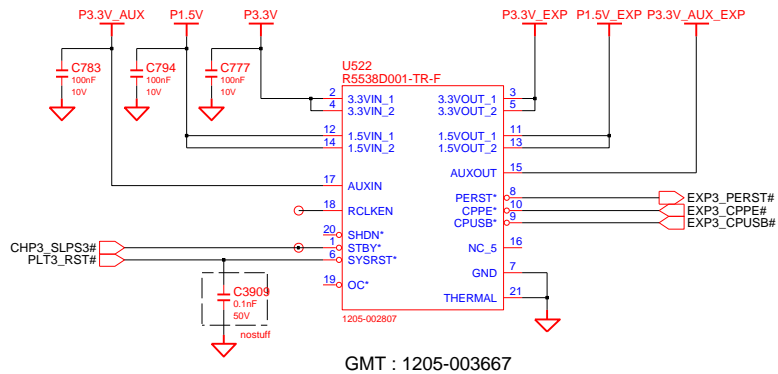 P3.3V_AUX P1.5V P3.3V P3.3V_EXP P1.5V_EXP P3.3V_AUX_EXP
C783
100nF
10V
C794
100nF
10V
C777
100nF
10V
U522
R5538D001-TR-F
2 3.3VIN_1 3.3VOUT_1 3
4 3.3VIN_2 3.3VOUT_2 5
12 1.5VIN_1 1.5VOUT_1 11
14 1.5VIN_2 1.5VOUT_2 13
AUXOUT 15
17 AUXIN
PERST* 8 EXP3_PERST#
18 RCLKEN CPPE* 10 EXP3_CPPE#
CPUSB* 9 EXP3_CPUSB#
20 SHDN*
CHP3_SLPS3# 1 STBY* NC_5 16
PLT3_RST# 6 SYSRST*
GND 7
19 OC*
THERMAL 21
C3909
0.1nF
50V
nostuff
1205-002807
GMT : 1205-003667